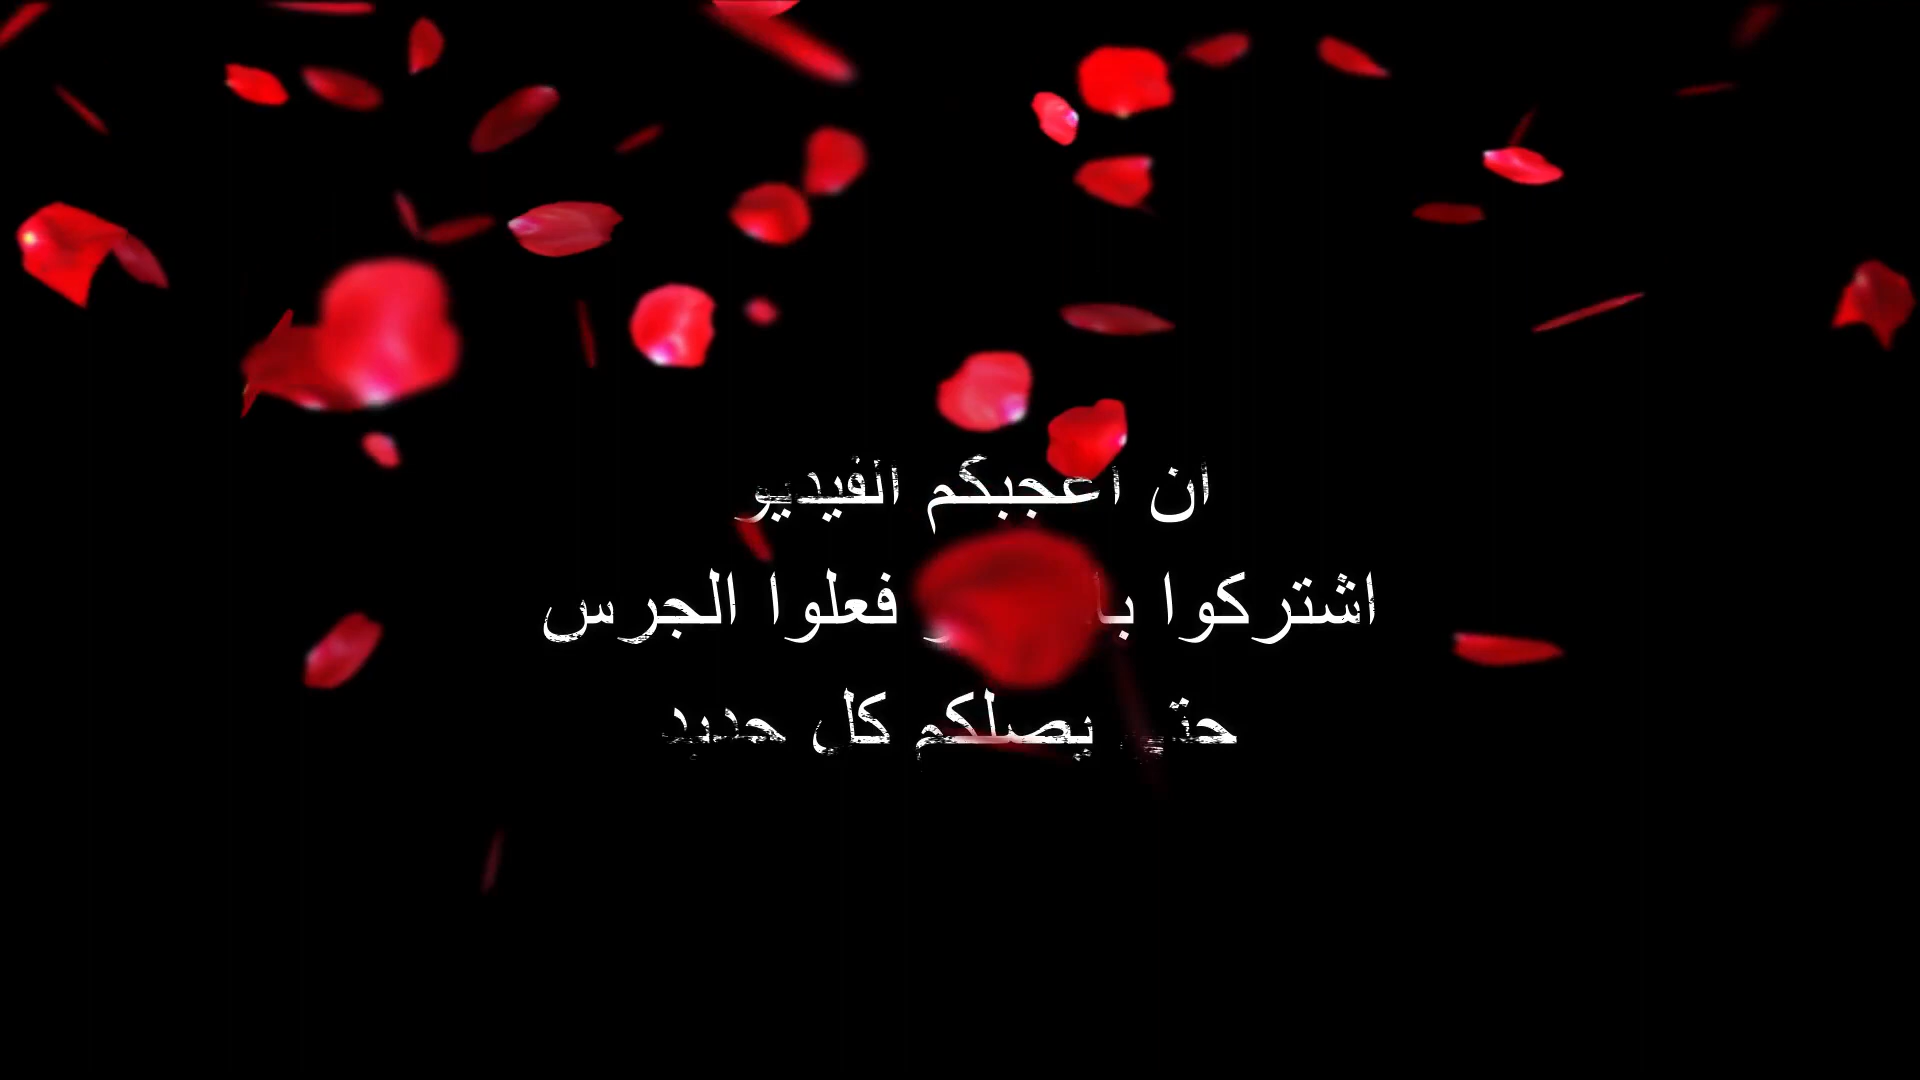 ان اعجبكم الفيديو
اشتركوا فعلوا الجرس
حتى يصلكم كل جديد